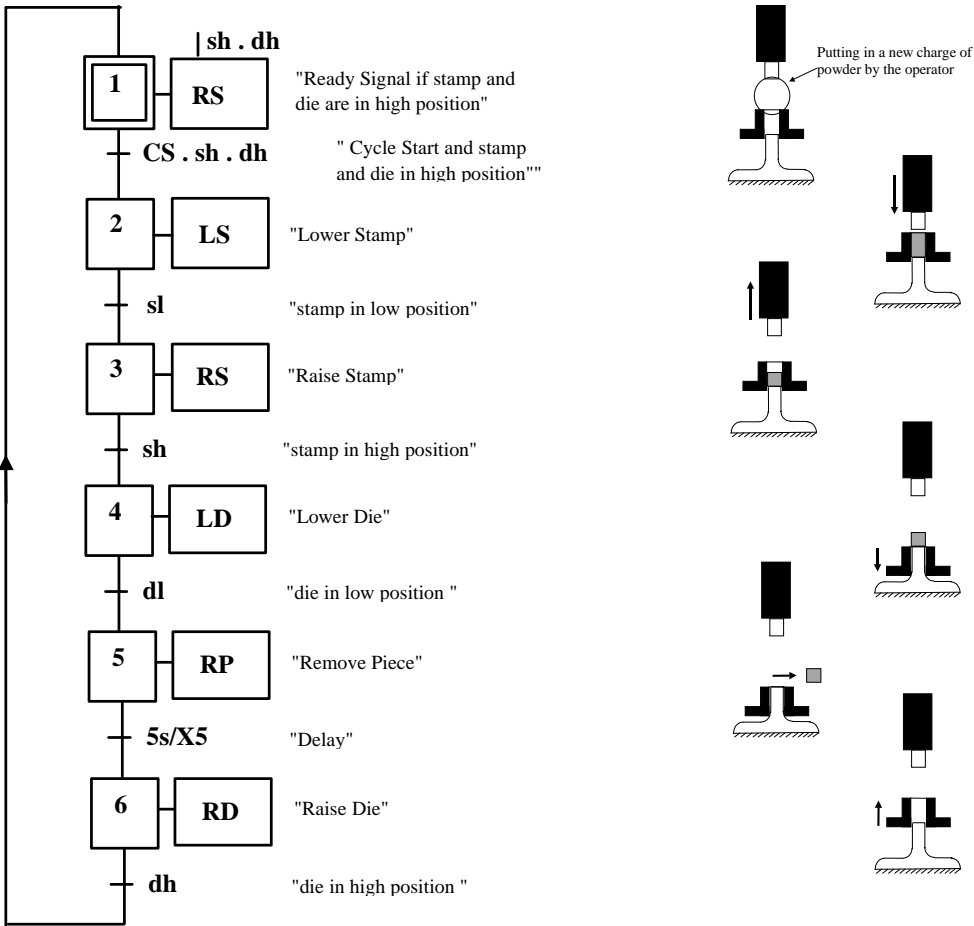 | sh . dh
1
RS
"Ready Signal if stamp and
die are in high position"
CS . sh . dh
" Cycle Start and stamp
and die in high position""
2
LS
"Lower Stamp"
sl
"stamp in low position"
3
RS
"Raise Stamp"
sh
"stamp in high position"
4
LD
"Lower Die"
dl
"die in low position "
5
RP
"Remove Piece"
5s/X5
"Delay"
6
RD
"Raise Die"
dh
"die in high position "
Putting in a new charge of
powder by the operator